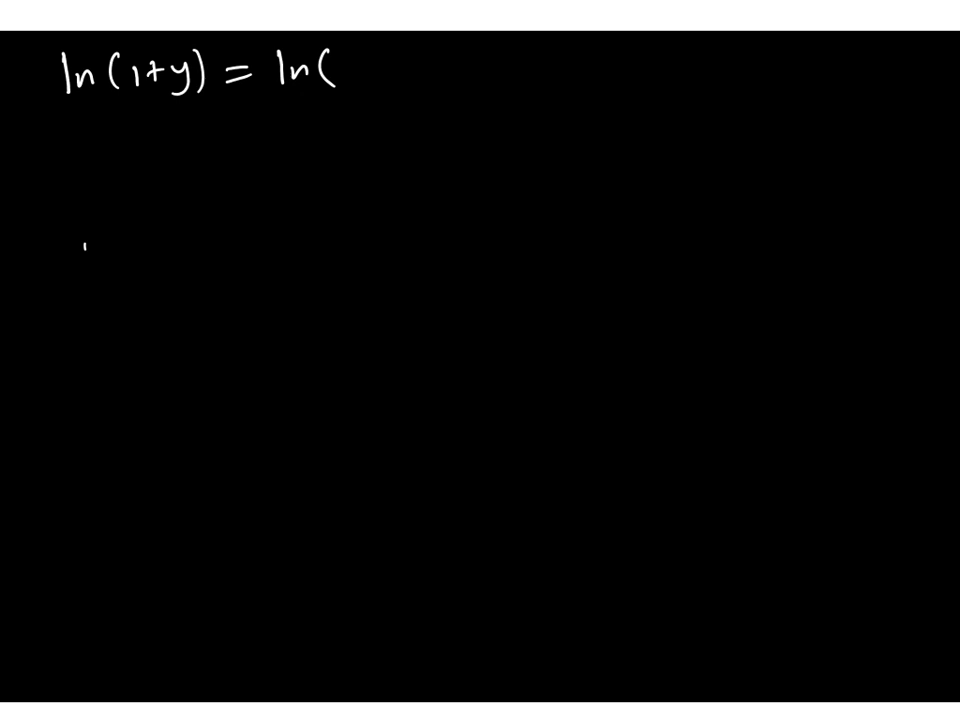 ln(1+y) = ln(